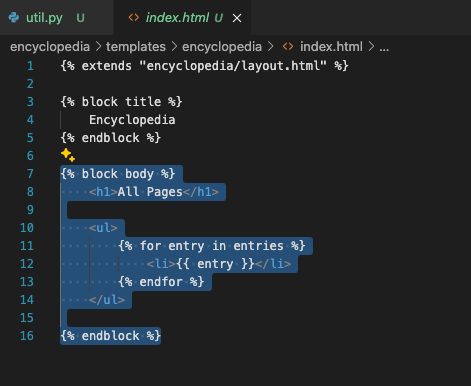 util.py U index.html U ×
encyclopedia > templates > encyclopedia > <> index.html > ...
1 {% extends "encyclopedia/layout.html" %}
2
3 {% block title %}
4 Encyclopedia
5 {% endblock %}
6
7 {% block body %}
8 <h1>All Pages</h1>
9
10 <ul>
11 {% for entry in entries %}
12 <li>{{ entry }}</li>
13 {% endfor %}
14 </ul>
15
16 {% endblock %}